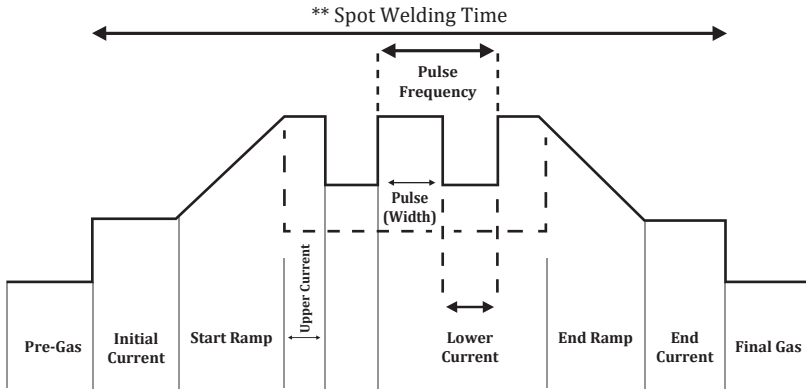 ** Spot Welding Time
Pulse
Frequency
Pulse
(Width)
Upper Current
Pre-Gas
Initial
Current
Start Ramp
Lower
Current
End Ramp
End
Current
Final Gas